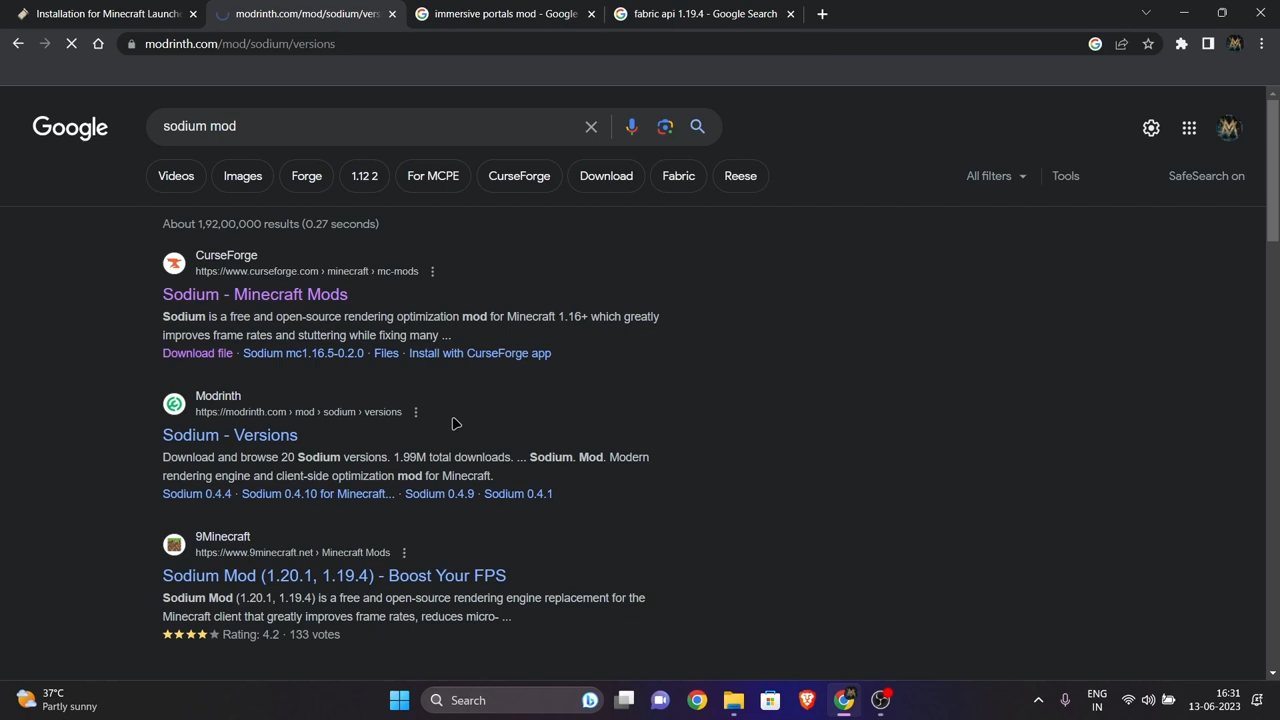 Installation for Minecraft Launch
modrinth.com/mod/sodium/vers
immersive portals mod - Google
fabric api 1.19.4 - Google Search
modrinth.com/mod/sodium/versions
Google
sodium mod
Videos
Images
Forge
1.12 2
For MCPE
CurseForge
Download
Fabric
Reese
All filters
Tools
SafeSearch on
About 1,92,00,000 results (0.27 seconds)
CurseForge
https://www.curseforge.com › minecraft › mc-mods
Sodium - Minecraft Mods
Sodium is a free and open-source rendering optimization mod for Minecraft 1.16+ which greatly
improves frame rates and stuttering while fixing many ...
Download file · Sodium mc1.16.5-0.2.0 · Files · Install with CurseForge app
Modrinth
https://modrinth.com › mod › sodium › versions
Sodium - Versions
Download and browse 20 Sodium versions. 1.99M total downloads. ... Sodium. Mod. Modern
rendering engine and client-side optimization mod for Minecraft.
Sodium 0.4.4 · Sodium 0.4.10 for Minecraft... · Sodium 0.4.9 · Sodium 0.4.1
9Minecraft
https://www.9minecraft.net › Minecraft Mods
Sodium Mod (1.20.1, 1.19.4) - Boost Your FPS
Sodium Mod (1.20.1, 1.19.4) is a free and open-source rendering engine replacement for the
Minecraft client that greatly improves frame rates, reduces micro- ...
Rating: 4.2 · 133 votes
37°C
Partly sunny
Search
ENG
IN
16:31
13-06-2023